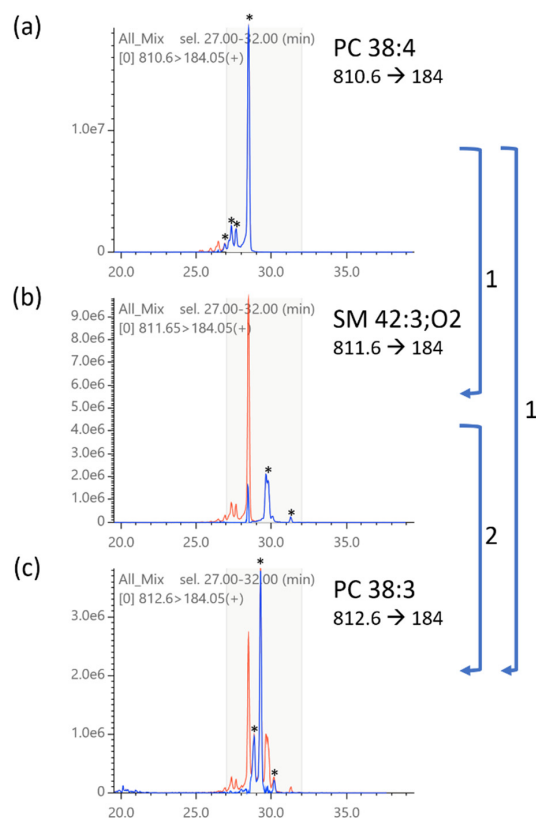 (a)
All_Mix sel. 27.00-32.00 (min)
[0] 810.6>184.05(+)
PC 38:4
810.6 → 184
1.0e7
0
20.0 25.0 30.0 35.0
* * * *
1
1
(b)
All_Mix sel. 27.00-32.00 (min)
[0] 811.65>184.05(+)
SM 42:3;O2
811.6 → 184
9.0e6
8.0e6
7.0e6
6.0e6
5.0e6
4.0e6
3.0e6
2.0e6
1.0e6
0
20.0 25.0 30.0 35.0
* *
2
(c)
All_Mix sel. 27.00-32.00 (min)
[0] 812.6>184.05(+)
PC 38:3
812.6 → 184
3.0e6
2.0e6
1.0e6
0.0e0
20.0 25.0 30.0 35.0
* * *